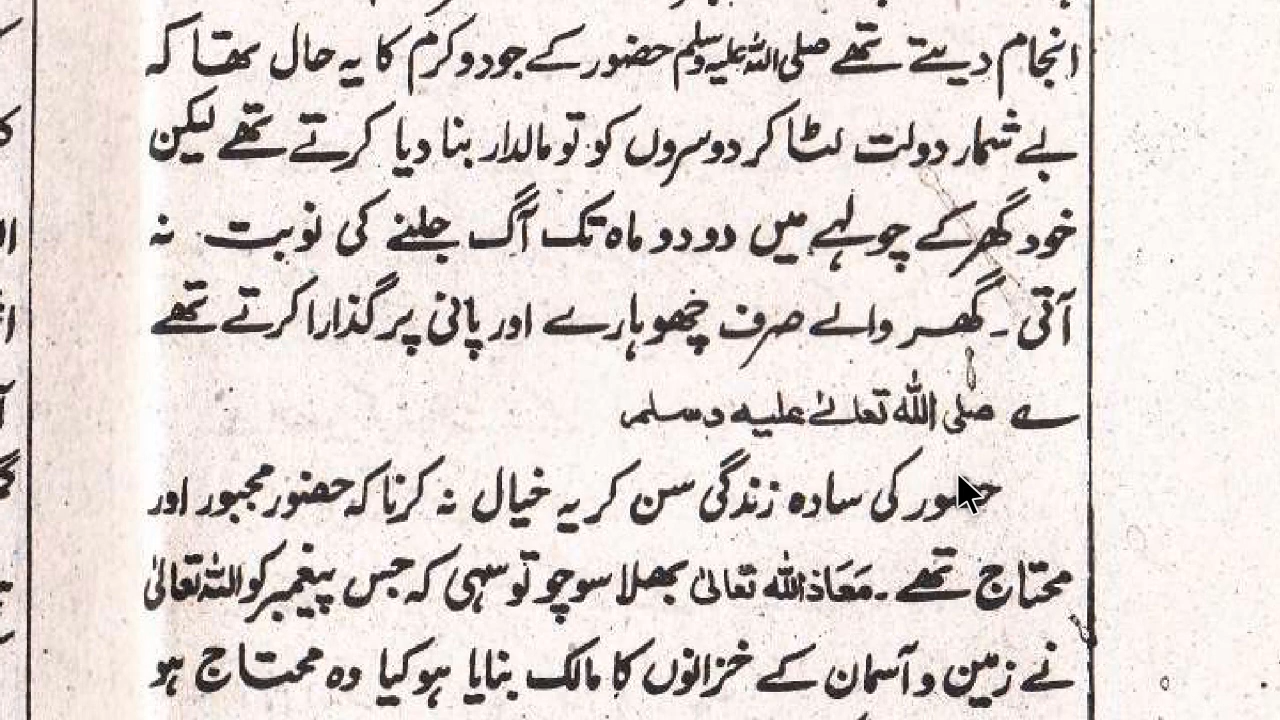 انجام دیتے تھے صلی اللہ علیہ وسلم حضور کے جود و کرم کا یہ حال تھا کہ
بے شمار دولت لٹا کر دوسروں کو تو مالدار بنا دیا کرتے تھے لیکن
خود گھر کے چولہے میں دو دو ماہ تک آگ جلنے کی نوبت نہ
آتی ۔ گھر والے صرف چھوہارے اور پانی پر گذارا کرتے تھے
ے صلی اللہ تعالےٰ علیہ وسلم
حضور کی سادہ زندگی سن کر یہ خیال نہ کرنا کہ حضور مجبور اور
محتاج تھے ۔ مَعَاذ اللہ تعالیٰ بھلا سوچو تو سہی کہ جس پیغمبر کو اللہ تعالیٰ
نے زمین و آسمان کے خزانوں کا مالک بنایا ہو کیا وہ محتاج ہو